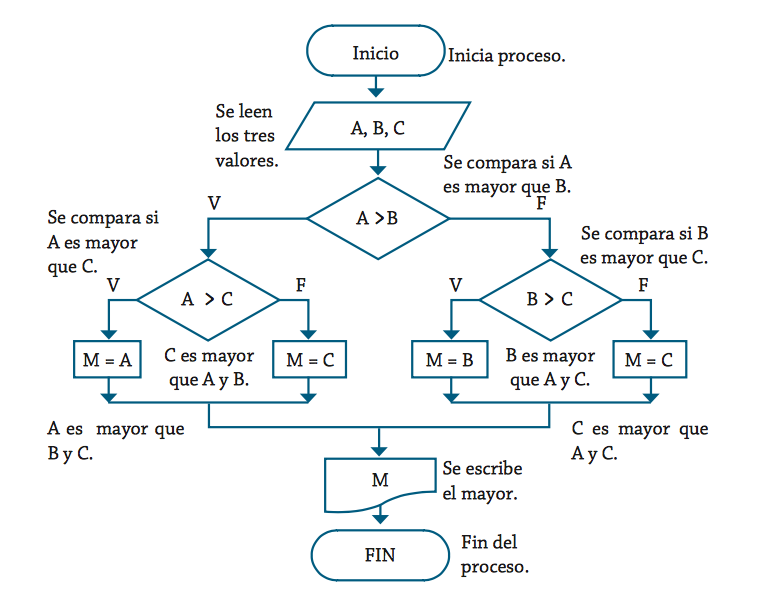 Inicio
Inicia proceso.
Se leen
los tres
valores.
A, B, C
Se compara si A
es mayor que B.
V
A >B
F
Se compara si
A es mayor
que C.
Se compara si B
es mayor que C.
V
A > C
F
V
B > C
F
M = A
C es mayor
que A y B.
M = C
M = B
B es mayor
que A y C.
M = C
A es mayor que
B y C.
C es mayor que
A y C.
M
Se escribe
el mayor.
FIN
Fin del
proceso.